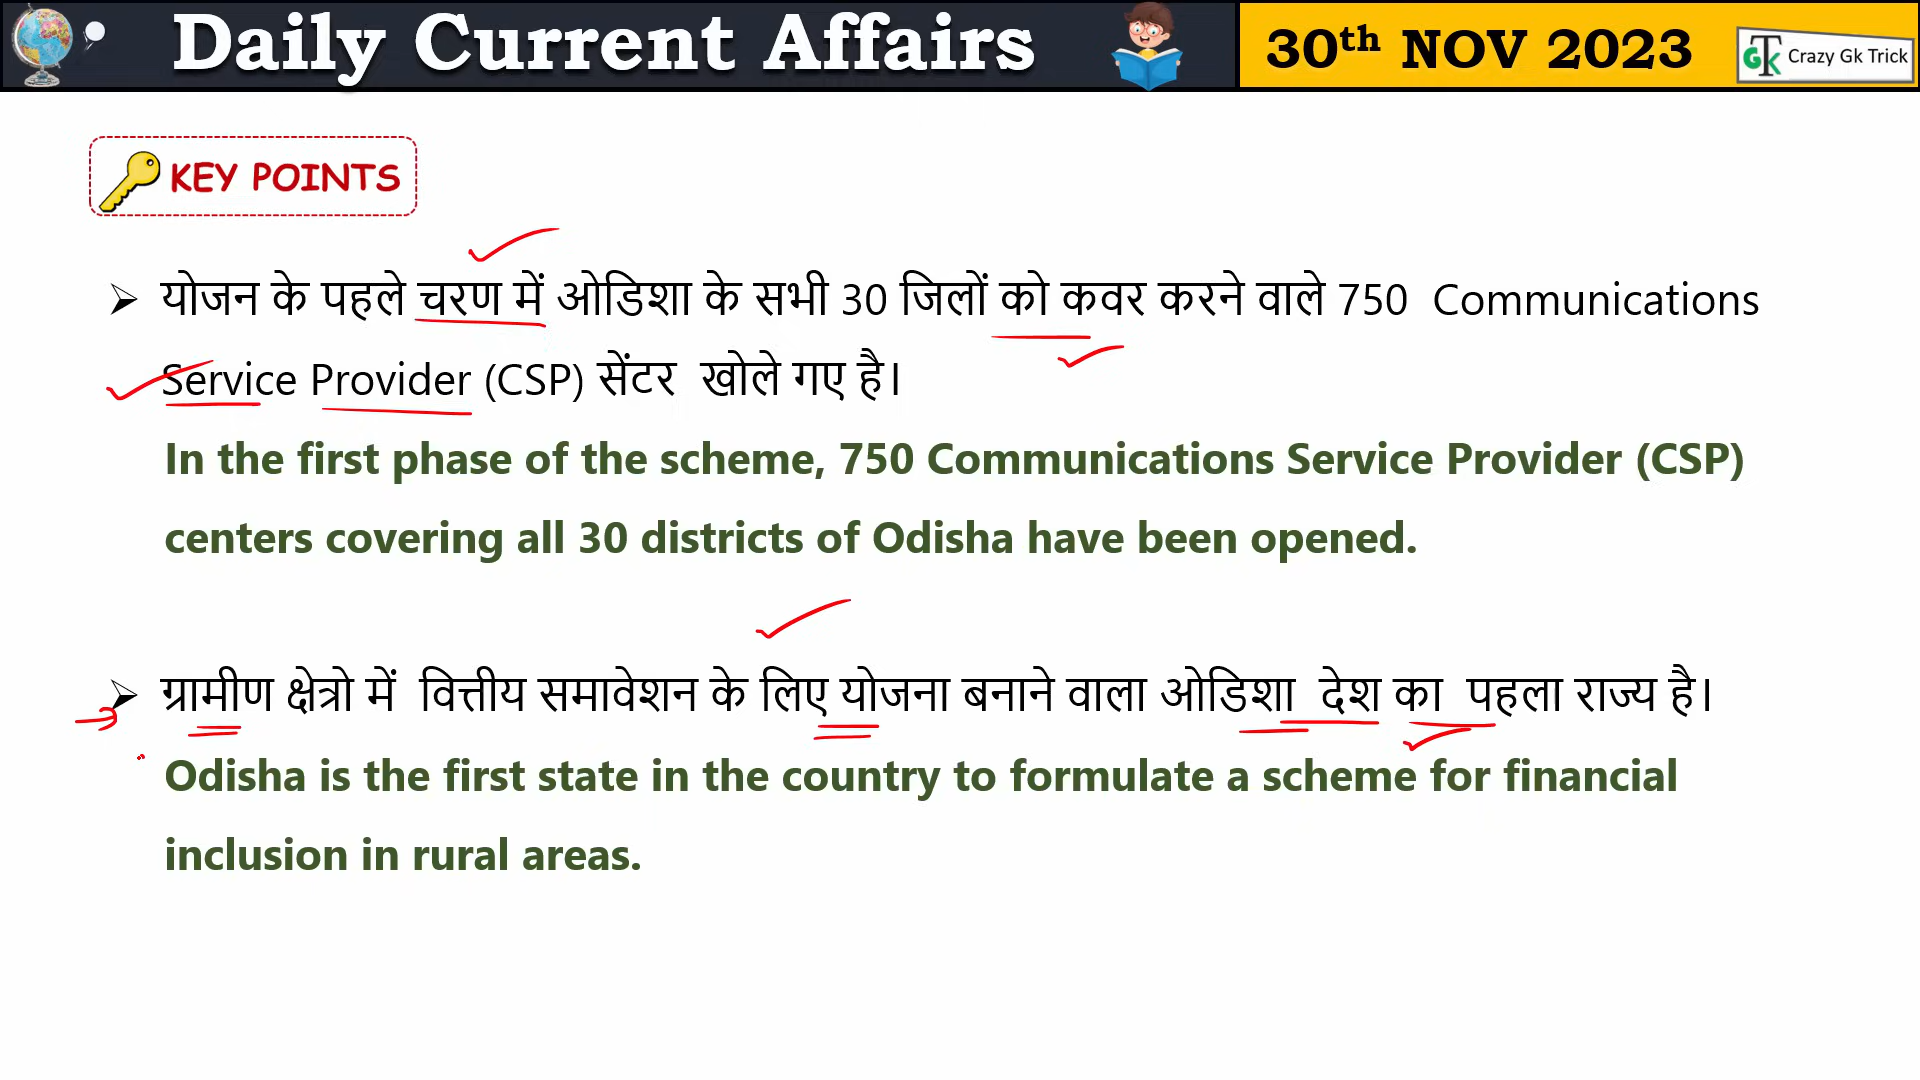 Daily Current Affairs
30th NOV 2023
Crazy Gk Trick
KEY POINTS
➢ योजन के पहले चरण में ओडिशा के सभी 30 जिलों को कवर करने वाले 750 Communications
Service Provider (CSP) सेंटर खोले गए है।
In the first phase of the scheme, 750 Communications Service Provider (CSP)
centers covering all 30 districts of Odisha have been opened.
➢ ग्रामीण क्षेत्रो में वित्तीय समावेशन के लिए योजना बनाने वाला ओडिशा देश का पहला राज्य है।
Odisha is the first state in the country to formulate a scheme for financial
inclusion in rural areas.